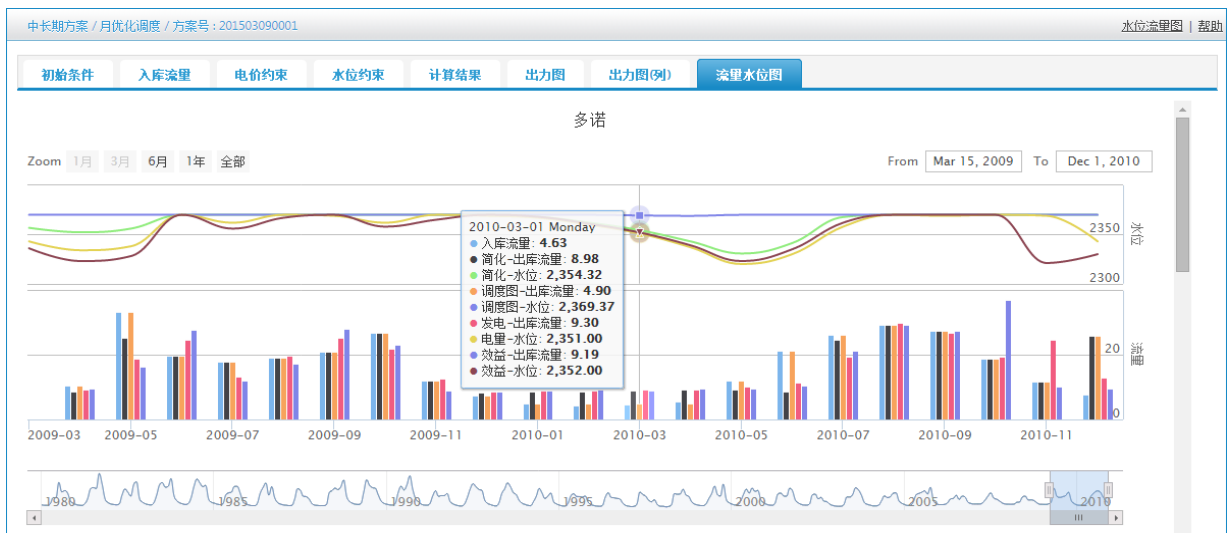 中长期方案 / 月优化调度 / 方案号 : 201503090001
水位流量图 | 帮助
初始条件 入库流量 电价约束 水位约束 计算结果 出力图 出力图(列) 流量水位图
多诺
Zoom 1月 3月 6月 1年 全部 From Mar 15, 2009 To Dec 1, 2010
2010-03-01 Monday
入库流量: 4.63
简化-出库流量: 8.98
简化-水位: 2,354.32
调度图-出库流量: 4.90
调度图-水位: 2,369.37
发电-出库流量: 9.30
电量-水位: 2,351.00
效益-出库流量: 9.19
效益-水位: 2,352.00
2350
水位
2300
20
流量
0
2009-03 2009-05 2009-07 2009-09 2009-11 2010-01 2010-03 2010-05 2010-07 2010-09 2010-11
1980 1985 1990 1995 2000 2005 2010